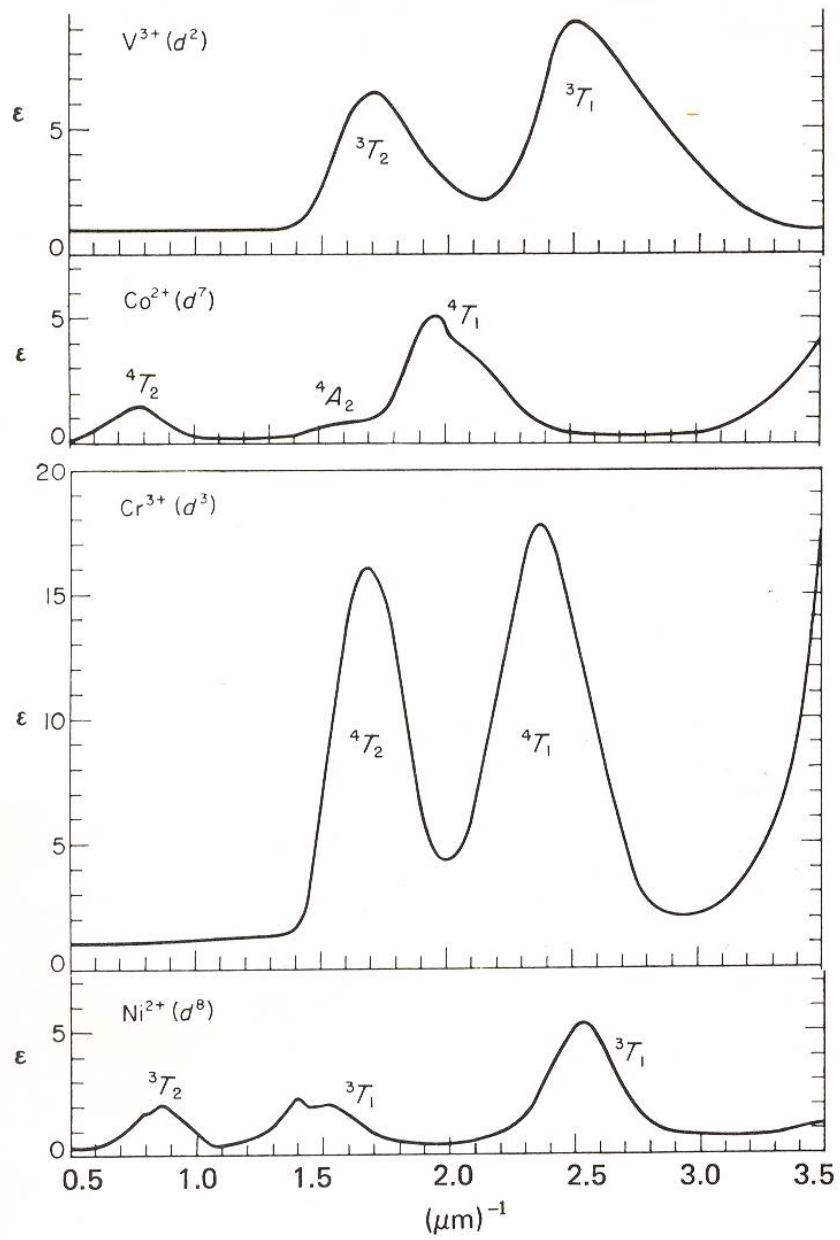 V³⁺ (d²)
ε
5
0
³T₂
³T₁
Co²⁺ (d⁷)
ε
5
0
⁴T₂
⁴A₂
⁴T₁
20
Cr³⁺ (d³)
15
ε
10
5
0
⁴T₂
⁴T₁
Ni²⁺ (d⁸)
ε
5
0
³T₂
³T₁
³T₁
0.5 1.0 1.5 2.0 2.5 3.0 3.5
(μm)⁻¹